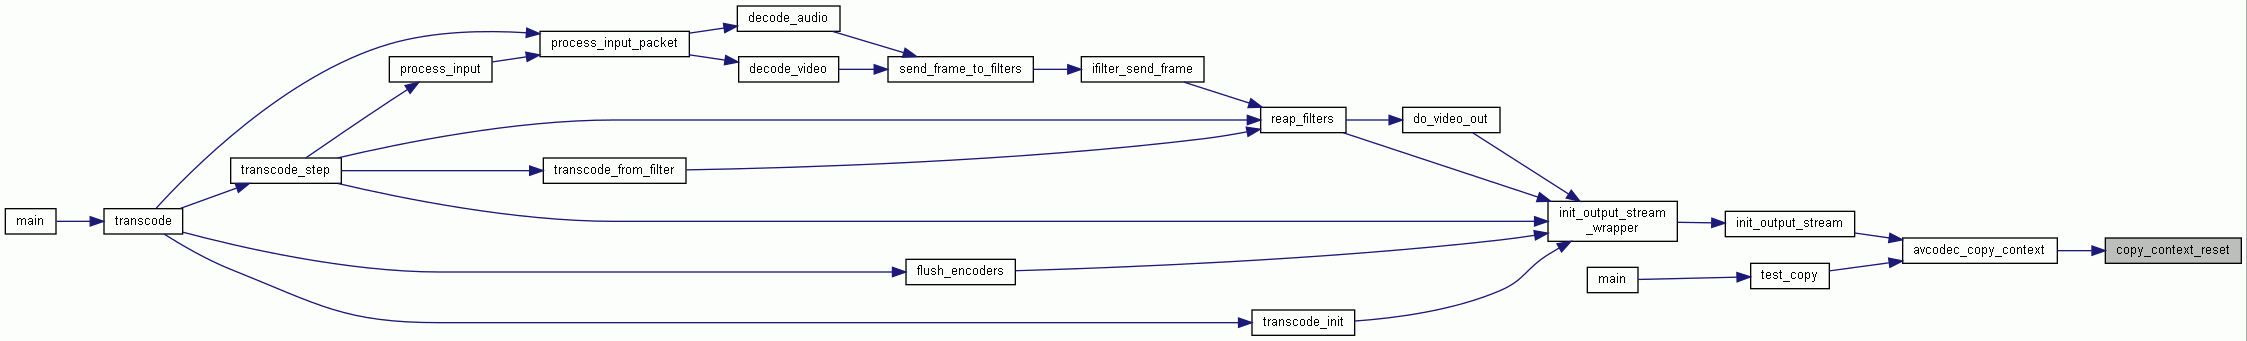 decode_audio
process_input_packet
process_input
decode_video
send_frame_to_filters
ifilter_send_frame
reap_filters
do_video_out
transcode_step
transcode_from_filter
main
transcode
init_output_stream
_wrapper
init_output_stream
avcodec_copy_context
copy_context_reset
flush_encoders
main
test_copy
transcode_init